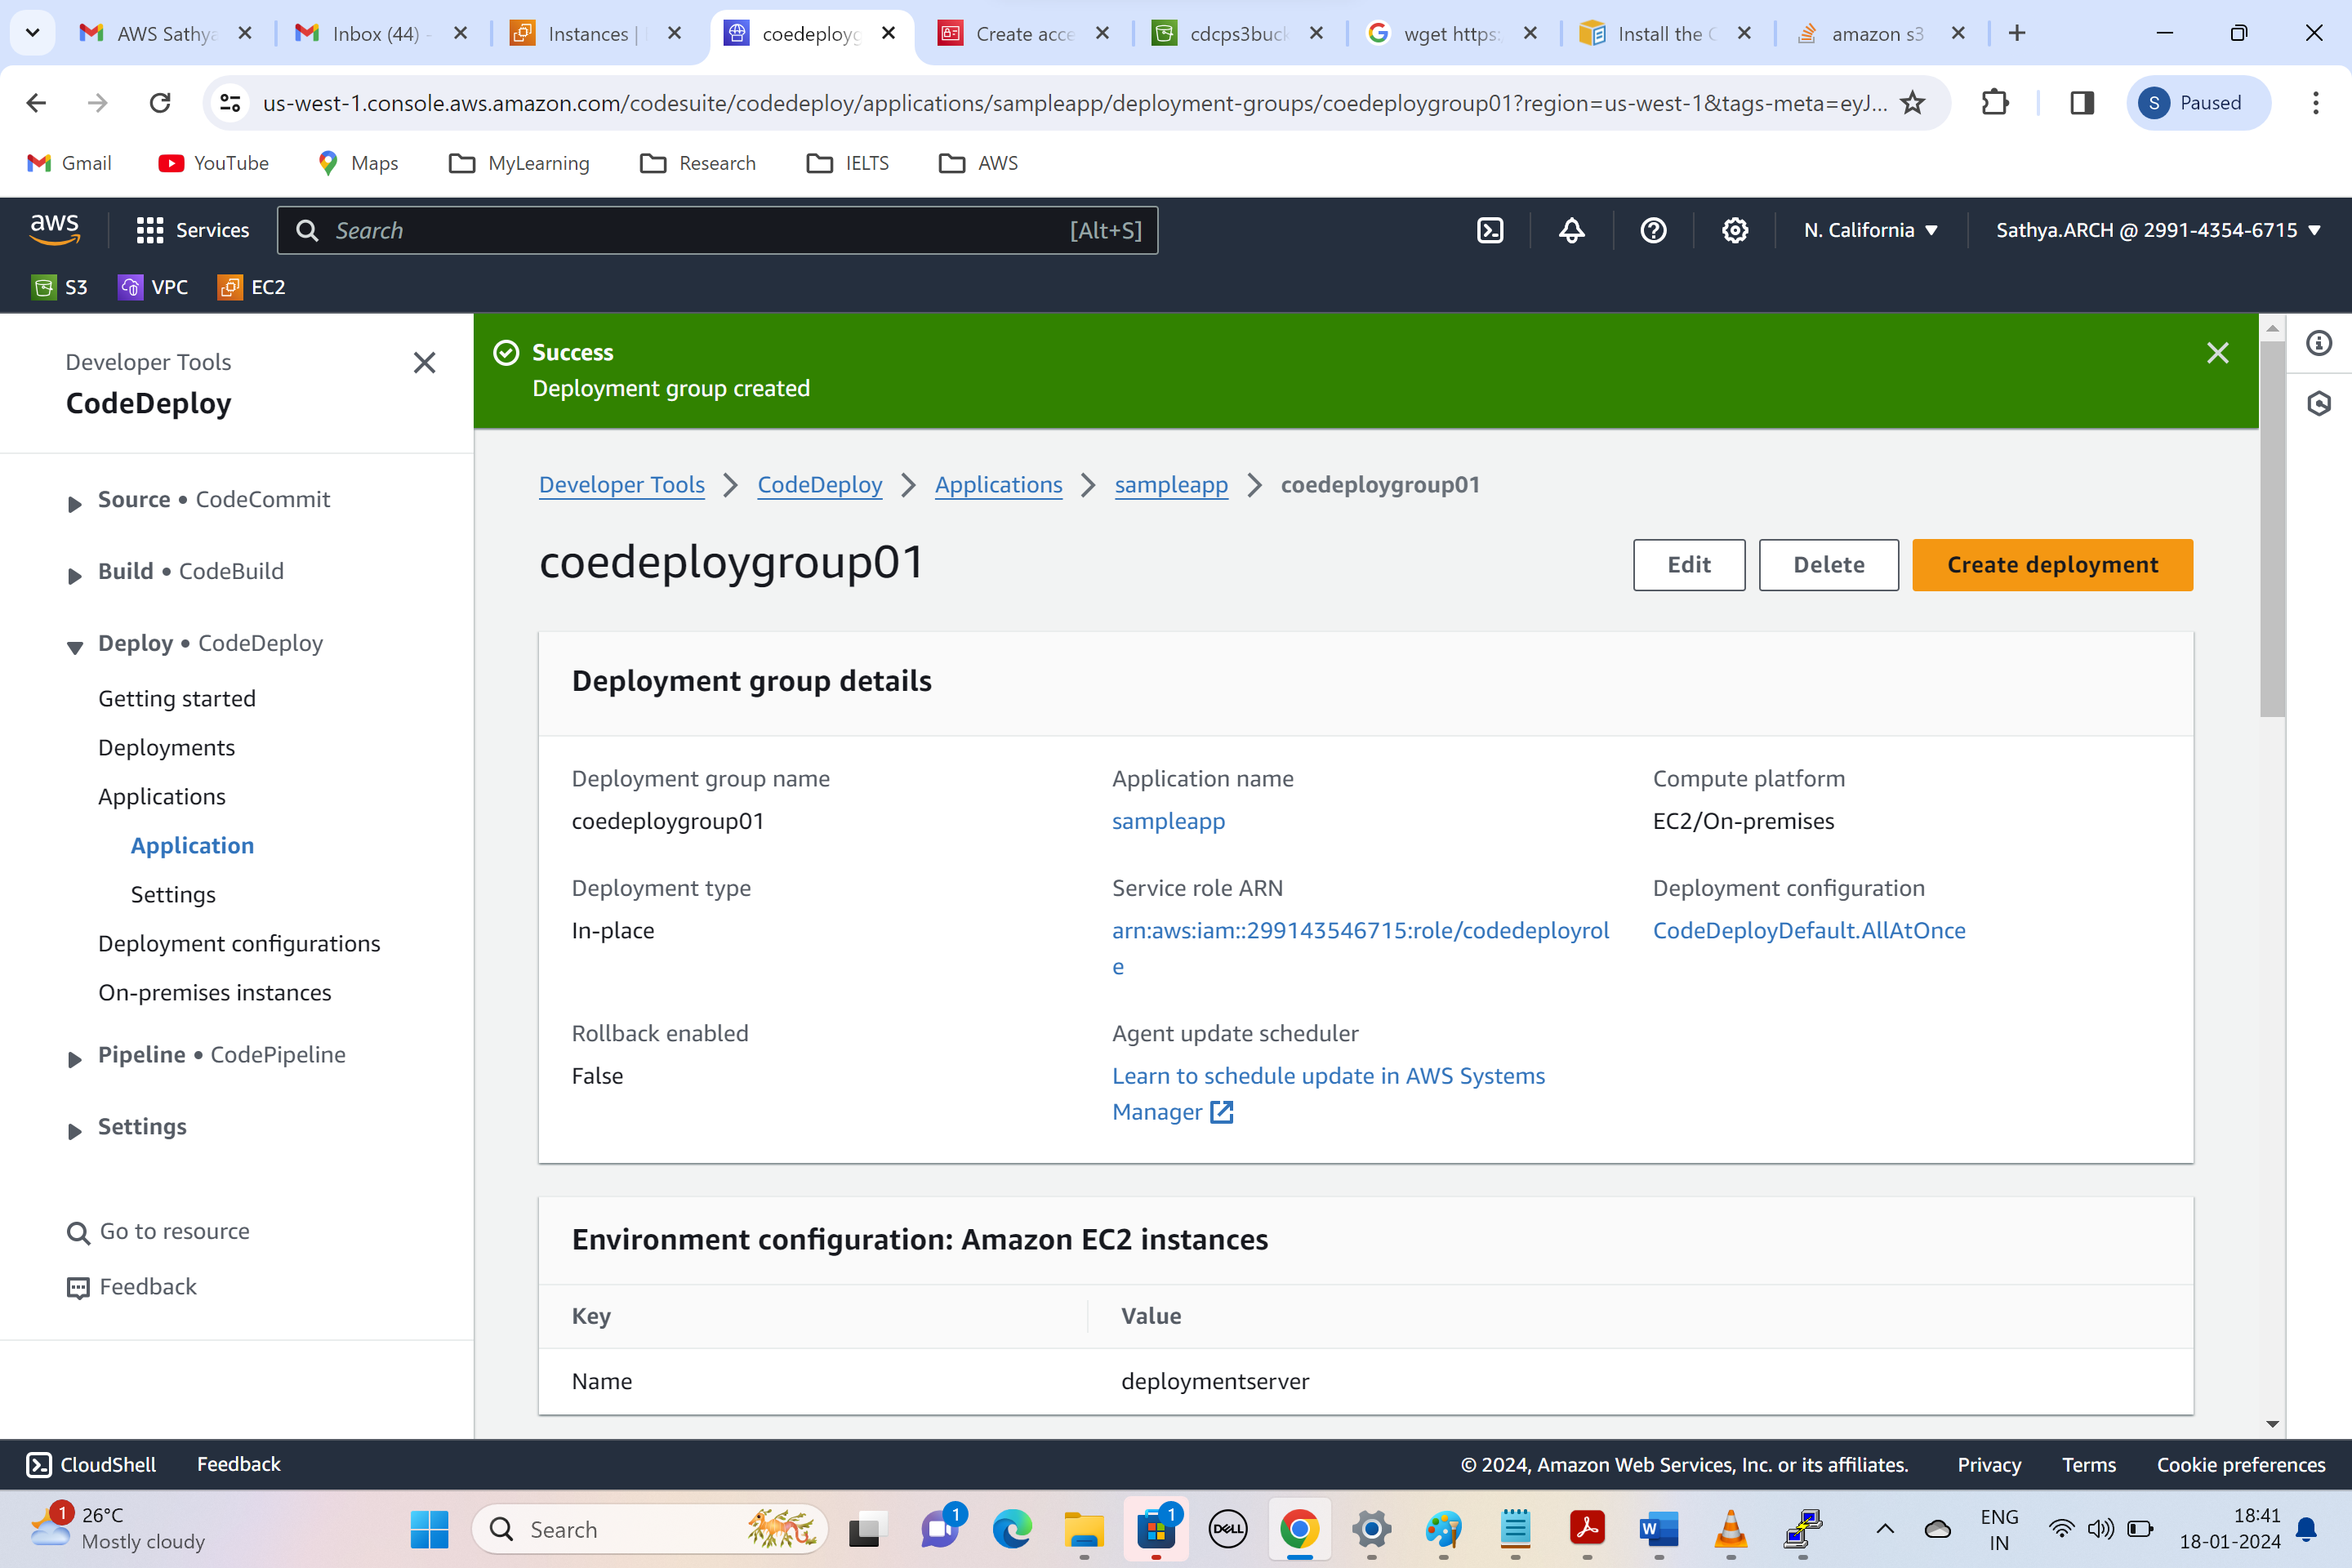 AWS Sathya
Inbox (44) -
Instances |
coedeployg
Create acce
cdcps3buck
wget https:
Install the C
amazon s3
us-west-1.console.aws.amazon.com/codesuite/codedeploy/applications/sampleapp/deployment-groups/coedeploygroup01?region=us-west-1&tags-meta=eyJ...
S
Paused
Gmail
YouTube
Maps
MyLearning
Research
IELTS
AWS
aws
Services
Search
[Alt+S]
N. California
Sathya.ARCH @ 2991-4354-6715
S3
VPC
EC2
Developer Tools
CodeDeploy
Source • CodeCommit
Build • CodeBuild
Deploy • CodeDeploy
Getting started
Deployments
Applications
Application
Settings
Deployment configurations
On-premises instances
Pipeline • CodePipeline
Settings
Go to resource
Feedback
Success
Deployment group created
Developer Tools > CodeDeploy > Applications > sampleapp > coedeploygroup01
coedeploygroup01
Edit
Delete
Create deployment
Deployment group details
Deployment group name
coedeploygroup01
Application name
sampleapp
Compute platform
EC2/On-premises
Deployment type
In-place
Service role ARN
arn:aws:iam::299143546715:role/codedeployrol
e
Deployment configuration
CodeDeployDefault.AllAtOnce
Rollback enabled
False
Agent update scheduler
Learn to schedule update in AWS Systems
Manager
Environment configuration: Amazon EC2 instances
Key
Value
Name
deploymentserver
CloudShell
Feedback
© 2024, Amazon Web Services, Inc. or its affiliates.
Privacy
Terms
Cookie preferences
1
26°C
Mostly cloudy
Search
1
1
DELL
W
ENG
IN
18:41
18-01-2024